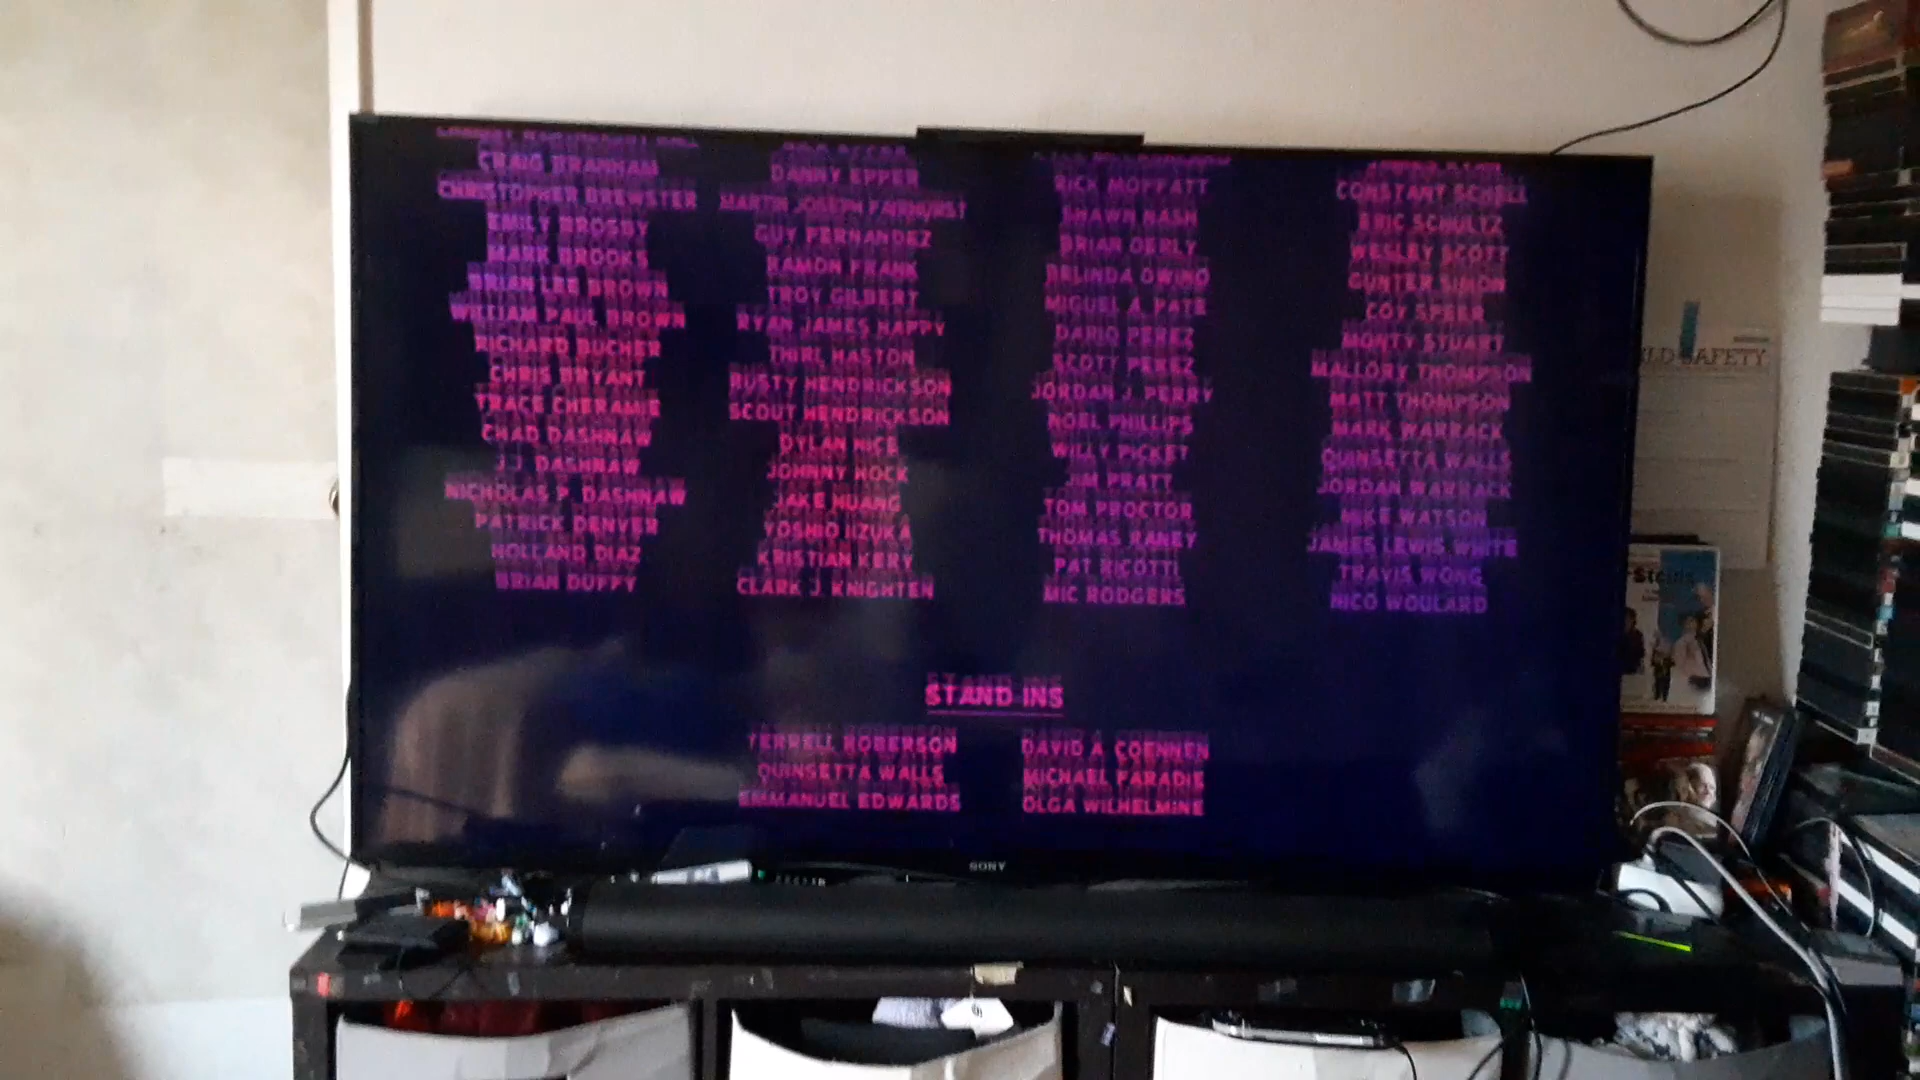 CRAIG BRANHAM
CHRISTOPHER BREWSTER
EMILY BROBSY
MARK BROOKS
BRIAN LEE BROWN
WILLIAM PAUL BROWN
RICHARD BUCHER
CHRIS BRYANT
TRACE CHERAMIE
CHAD DASHNAW
J.J. DASHNAW
NICHOLAS P. DASHNAW
PATRICK DENVER
HOLLAND DIAZ
BRIAN DUFFY
DANNY EPPER
MARTIN JOSEPH FAIRHURST
GUY FERNANDEZ
RAMON FRANK
TROY GILBERT
RYAN JAMES HAPPY
THIRL HASTON
RUSTY HENDRICKSON
SCOUT HENDRICKSON
DYLAN HICE
JOHNNY HOCK
JAKE HUANG
YOSHIO IIZUKA
KRISTIAN KERY
CLARK J. KNIGHTEN
RICK MOFFATT
SHAWN NASH
BRIAN OERLY
BELINDA OWINO
MIGUEL A. PATE
DARIO PEREZ
SCOTT PEREZ
JORDAN J. PERRY
NOEL PHILLIPS
WILLY PICKET
JIM PRATT
TOM PROCTOR
THOMAS RANEY
PAT RICOTTI
MIC RODGERS
CONSTANT SCHELL
ERIC SCHULTZ
WESLEY SCOTT
GUNTER SIMON
COY SPEER
MONTY STUART
MALLORY THOMPSON
MATT THOMPSON
MARK WARRACK
QUINSETTA WALLS
JORDAN WARRACK
MIKE WATSON
JAMES LEWIS WHITE
TRAVIS WONG
NICO WOULARD
STAND-INS
TERRELL ROBERSON
QUINSETTA WALLS
EMMANUEL EDWARDS
DAVID A COENNEN
MICHAEL PARADIE
OLGA WILHELMINE
SONY
SAFETY